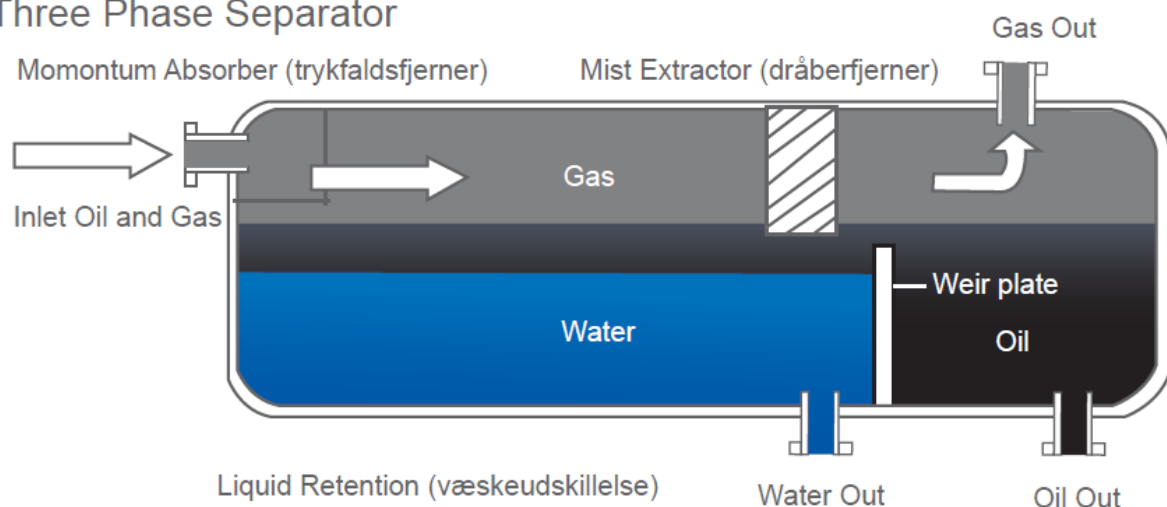 Three Phase Separator
Gas Out
Momontum Absorber (trykfaldsfjerner)
Mist Extractor (dråberfjerner)
Gas
Inlet Oil and Gas
Weir plate
Water
Oil
Liquid Retention (væskeudskillelse)
Water Out
Oil Out